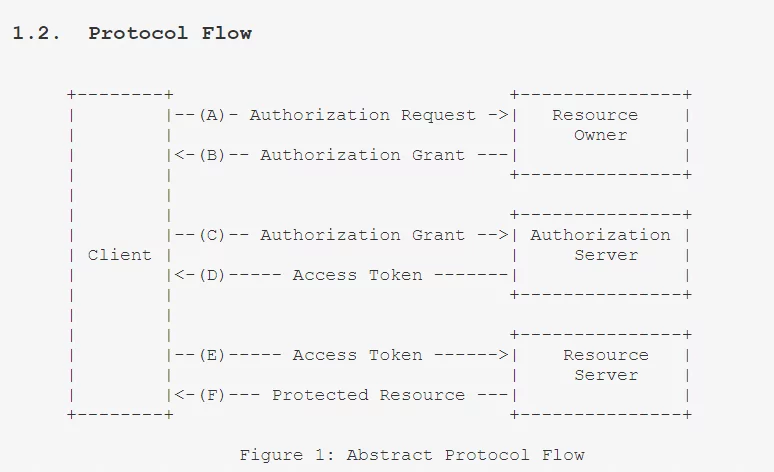 1.2.  Protocol Flow
+--------+                               +---------------+
|        |--(A)- Authorization Request ->|   Resource    |
|        |                               |     Owner     |
|        |<-(B)-- Authorization Grant ---|               |
|        |                               +---------------+
|        |
|        |                               +---------------+
|        |--(C)-- Authorization Grant -->| Authorization |
| Client |                               |     Server    |
|        |<-(D)----- Access Token -------|               |
|        |                               +---------------+
|        |
|        |                               +---------------+
|        |--(E)----- Access Token ------>|    Resource   |
|        |                               |     Server    |
|        |<-(F)--- Protected Resource ---|               |
+--------+                               +---------------+
Figure 1: Abstract Protocol Flow